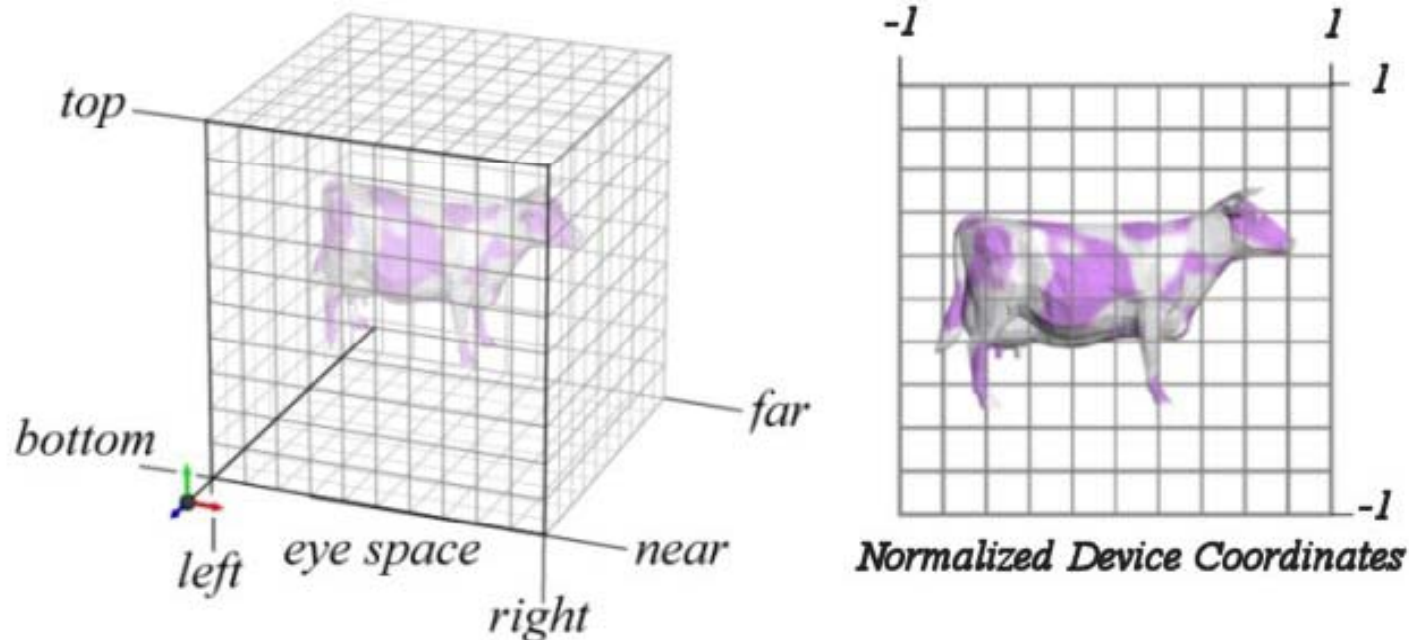 top
bottom
left
eye space
right
near
far
-1
1
1
-1
Normalized Device Coordinates